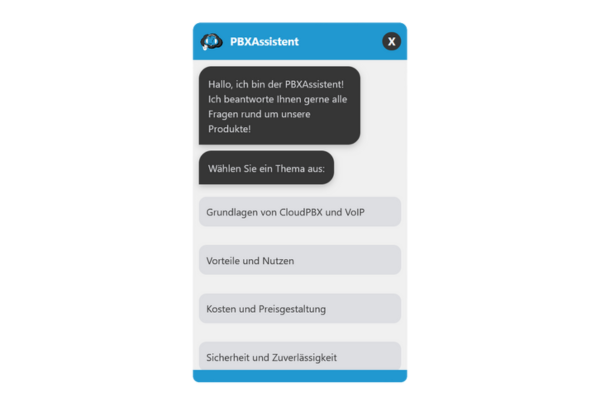 PBXAssistent
X
Hallo, ich bin der PBXAssistent!
Ich beantworte Ihnen gerne alle
Fragen rund um unsere
Produkte!
Wählen Sie ein Thema aus:
Grundlagen von CloudPBX und VoIP
Vorteile und Nutzen
Kosten und Preisgestaltung
Sicherheit und Zuverlässigkeit